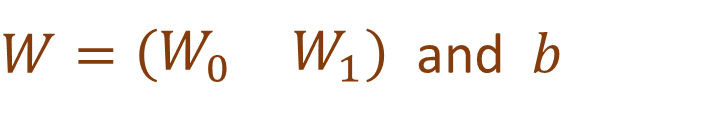 W = (W₀ W₁) and b